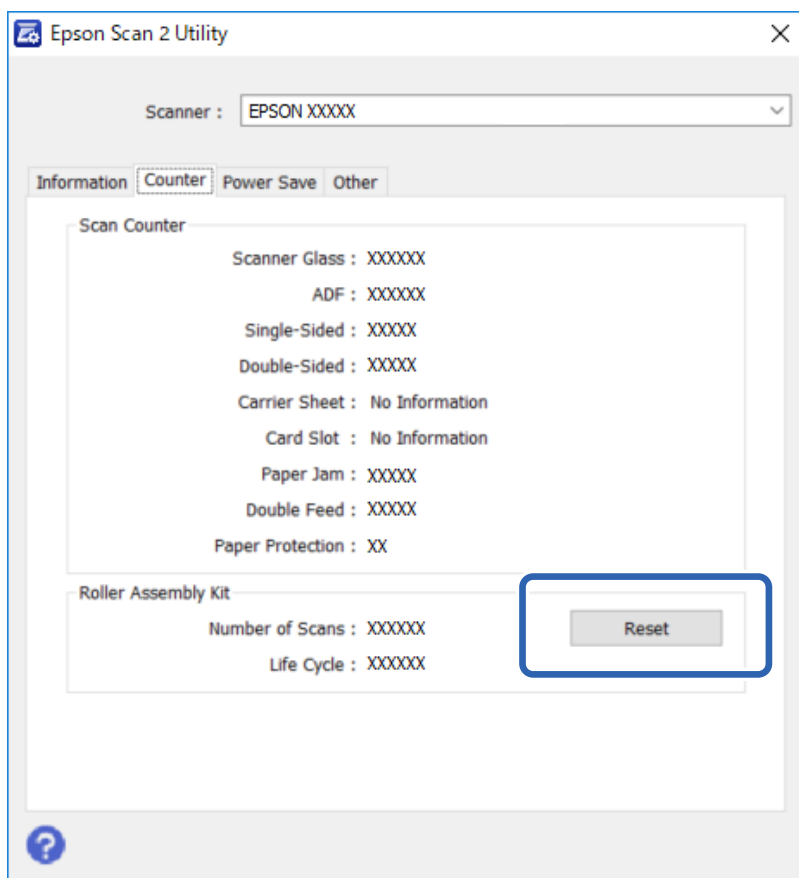 Epson Scan 2 Utility
Scanner : EPSON XXXXX
Information Counter Power Save Other
Scan Counter
Scanner Glass : XXXXXX
ADF : XXXXXX
Single-Sided : XXXXX
Double-Sided : XXXXX
Carrier Sheet : No Information
Card Slot : No Information
Paper Jam : XXXXX
Double Feed : XXXXX
Paper Protection : XX
Roller Assembly Kit
Number of Scans : XXXXXX Reset
Life Cycle : XXXXXX
?